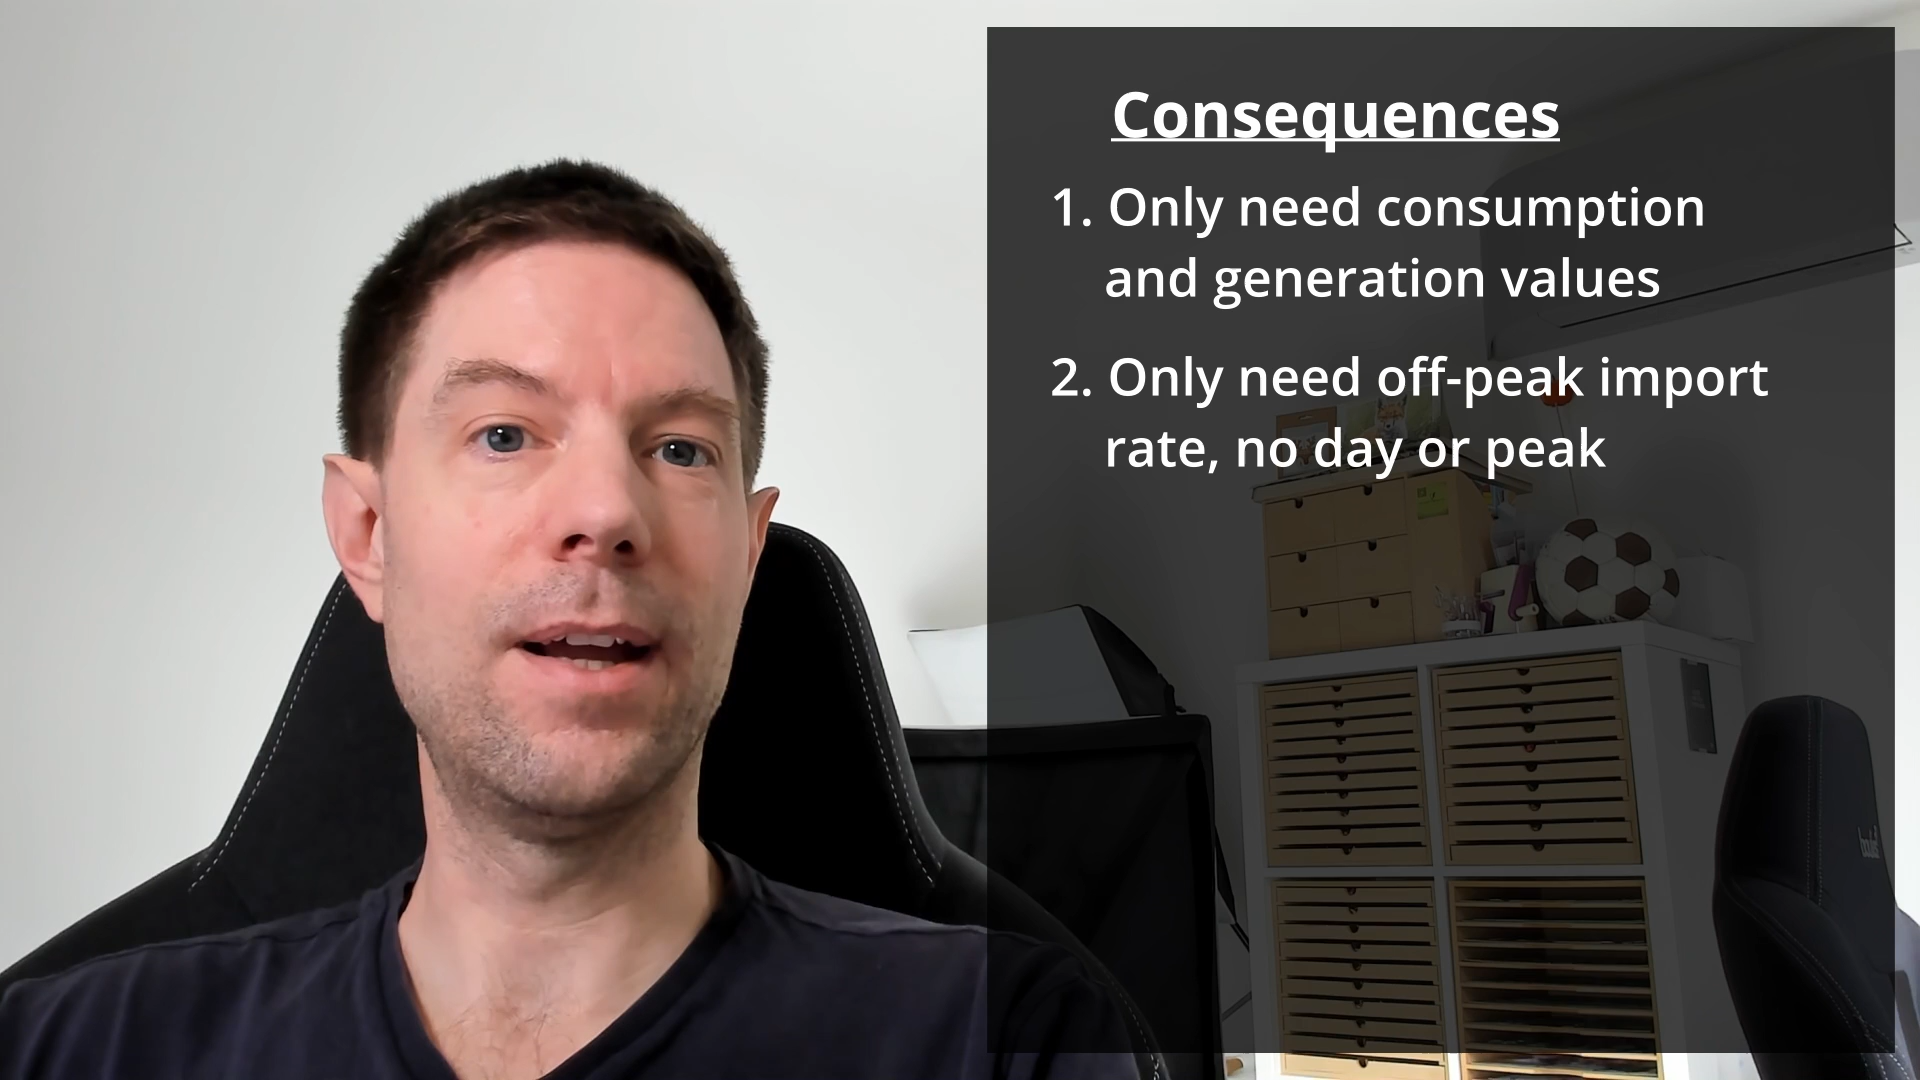 Consequences
1. Only need consumption
and generation values
2. Only need off-peak import
rate, no day or peak